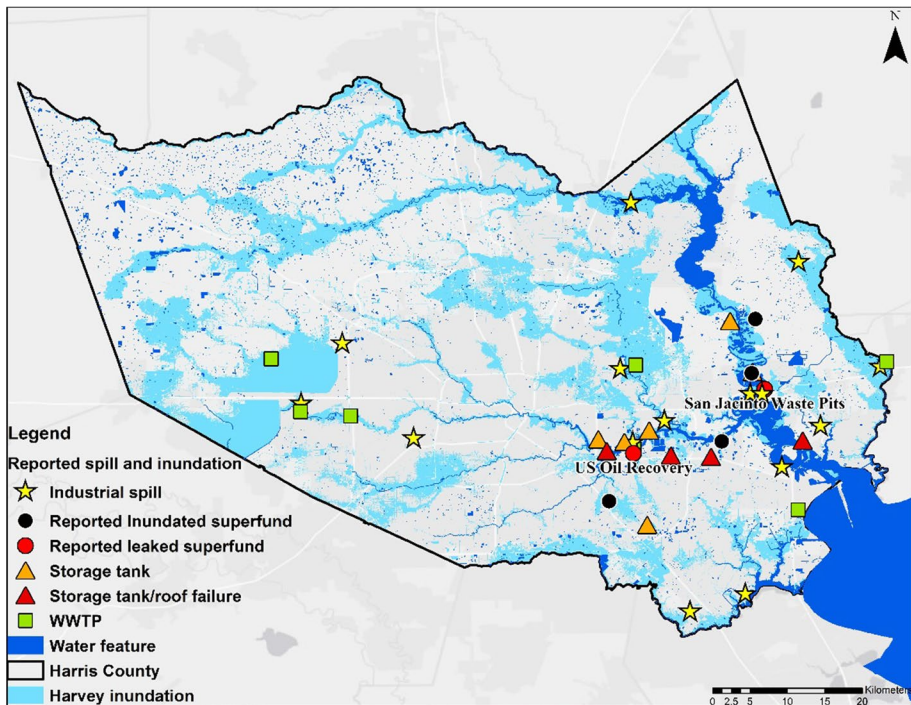 N
San Jacinto Waste Pits
US Oil Recovery
Legend
Reported spill and inundation
Industrial spill
Reported Inundated superfund
Reported leaked superfund
Storage tank
Storage tank/roof failure
WWTP
Water feature
Harris County
Harvey inundation
Kilometers
0 2.5 5 10 15 20